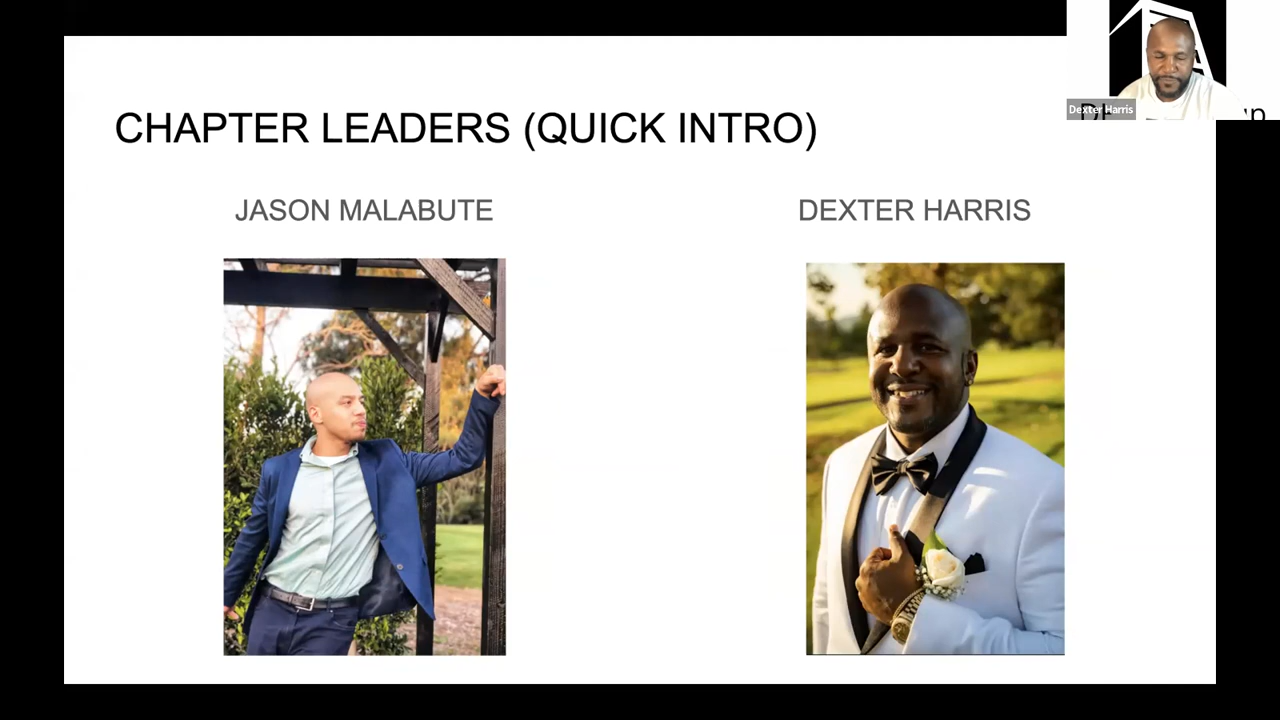 CHAPTER LEADERS (QUICK INTRO)
JASON MALABUTE
DEXTER HARRIS
Dexter Harris